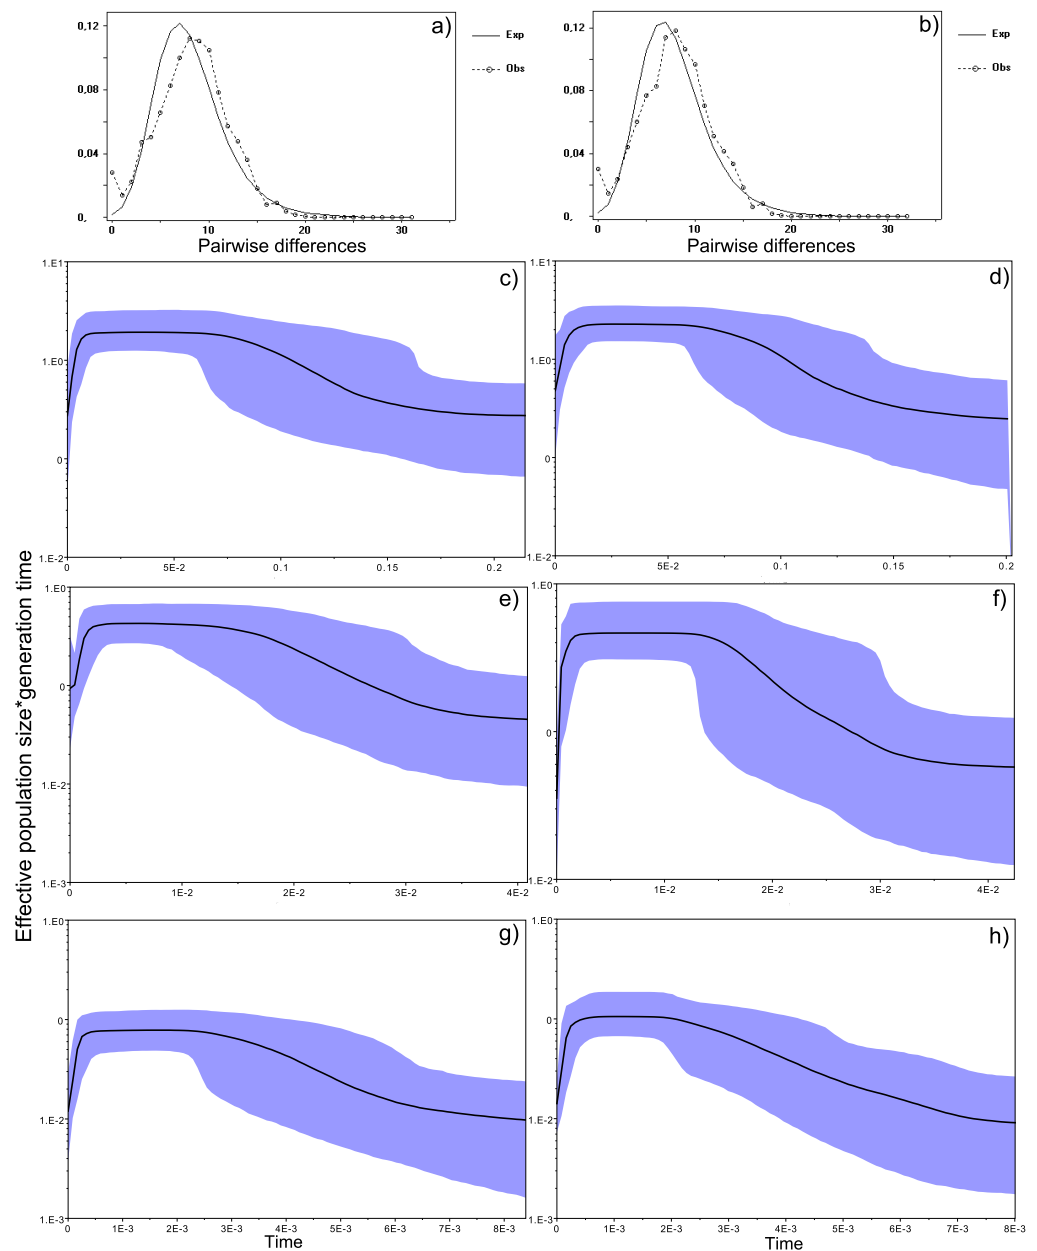 a)
0,12
0,08
0,04
0,
0 10 20 30
Pairwise differences
Exp
Obs
b)
0,12
0,08
0,04
0,
0 10 20 30
Pairwise differences
Exp
Obs
Effective population size*generation time
c)
1.E1
1.E0
0
1.E-2
0 5E-2 0.1 0.15 0.2
d)
1.E1
1.E0
0
1.E-2
0 5E-2 0.1 0.15 0.2
e)
1.E0
0
1.E-2
1.E-3
0 1E-2 2E-2 3E-2 4E-2
f)
1.E0
0
1.E-2
0 1E-2 2E-2 3E-2 4E-2
g)
1.E0
0
1.E-2
1.E-3
0 1E-3 2E-3 3E-3 4E-3 5E-3 6E-3 7E-3 8E-3
Time
h)
1.E0
0
1.E-2
1.E-3
0 1E-3 2E-3 3E-3 4E-3 5E-3 6E-3 7E-3 8E-3
Time